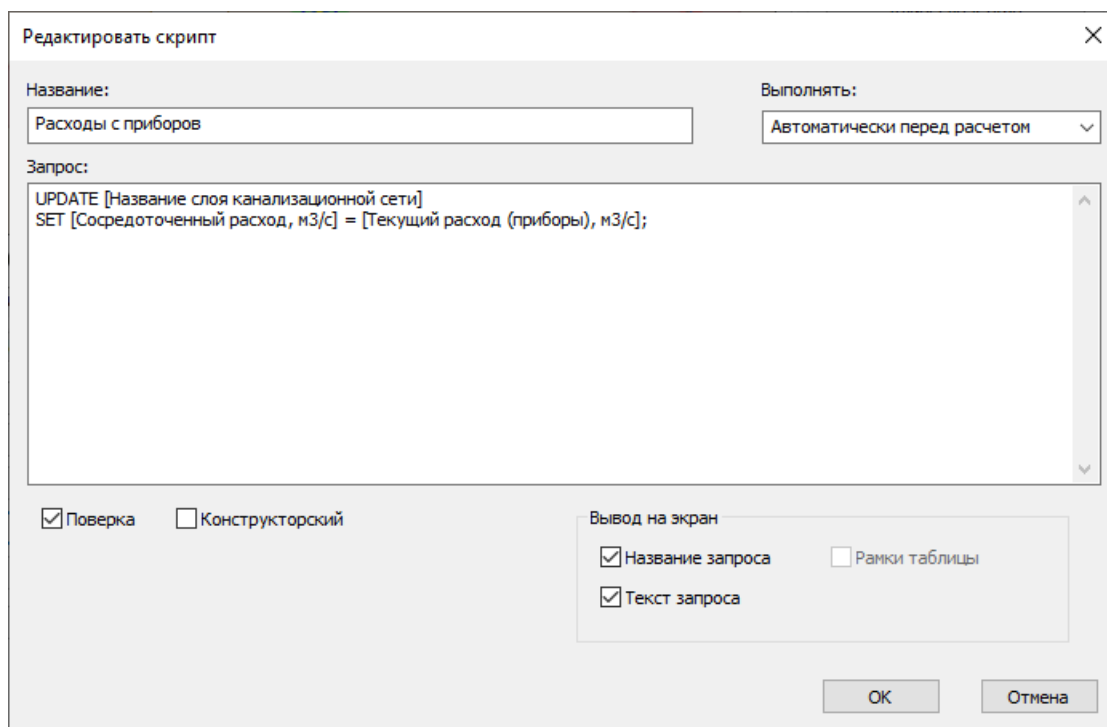 Редактировать скрипт
Название:
Выполнять:
Расходы с приборов
Автоматически перед расчетом
Запрос:
UPDATE [Название слоя канализационной сети]
SET [Сосредоточенный расход, м3/с] = [Текущий расход (приборы), м3/с];
Поверка
Конструкторский
Вывод на экран
Название запроса
Рамки таблицы
Текст запроса
OK
Отмена